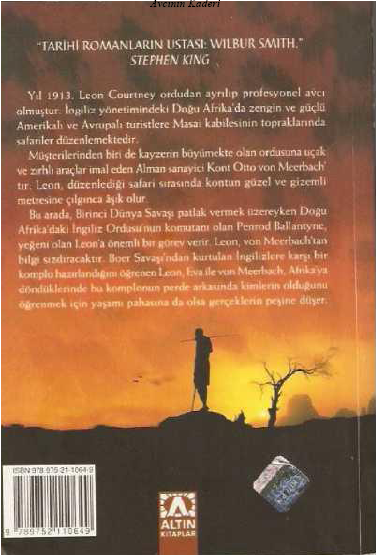 Avcının Kaderi
"TARİHİ ROMANLARIN USTASI: WILBUR SMITH."
STEPHEN KING
Yıl 1913. Leon Courtney ordudan ayrılıp profesyonel avcı
olmuştur. İngiliz yönetimindeki Doğu Afrika'da zengin ve güçlü
Amerikalı ve Avrupalı turistlere Masai kabilesinin topraklarında
safariler düzenlemektedir.
Müşterilerinden biri de kayzerin büyümekte olan ordusuna uçak
ve zırhlı araçlar imal eden Alman sanayici Kont Otto von Meerbach'
tır. Leon, düzenlediği safari sırasında kontun güzel ve gizemli
metresine çılgınca âşık olur.
Bu arada, Birinci Dünya Savaşı patlak vermek üzereyken Doğu
Afrika'daki İngiliz Ordusu'nun komutanı olan Penrod Ballantyne,
yeğeni olan Leon'a önemli bir görev verir. Leon, von Meerbach'tan
bilgi sızdıracaktır. Boer Savaşı'ndan kurtulan İngilizlere karşı bir
komplo hazırlandığını öğrenen Leon, Eva ile von Meerbach, Afrika'ya
döndüklerinde bu komplonun perde arkasında kimlerin olduğunu
öğrenmek için yaşamı pahasına da olsa gerçeklerin peşine düşer.
ISBN 978-975-21-1064-9
9 789752 110649
ALTIN
KİTAPLAR